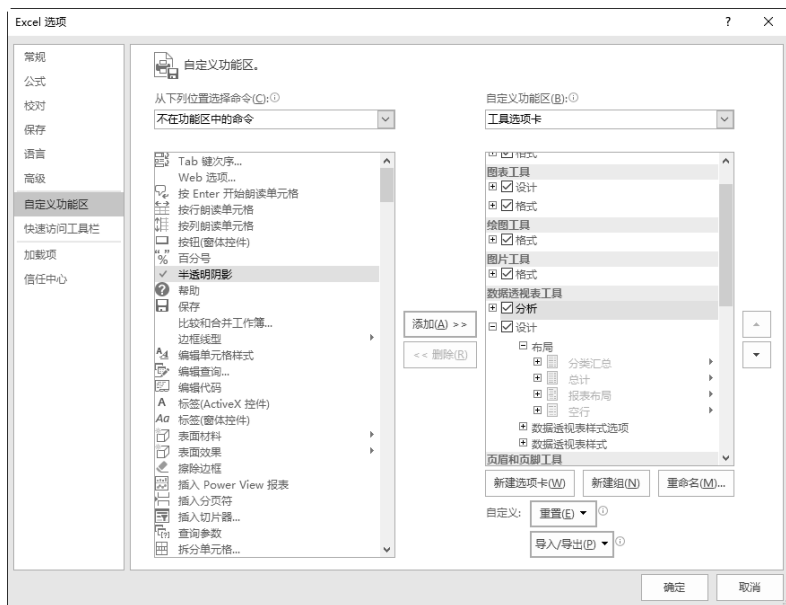 Excel 选项
常规
公式
校对
保存
语言
高级
自定义功能区
快速访问工具栏
加载项
信任中心
自定义功能区。
从下列位置选择命令(C):
不在功能区中的命令
Tab 键次序...
Web 选项...
按 Enter 开始朗读单元格
按行朗读单元格
按列朗读单元格
按钮(窗体控件)
百分号
半透明阴影
帮助
保存
比较和合并工作簿...
边框线型
编辑单元格样式
编辑查询...
编辑代码
标签(ActiveX 控件)
标签(窗体控件)
表面材料
表面效果
擦除边框
插入 Power View 报表
插入分页符
插入切片器...
查询参数
拆分单元格...
添加(A) >>
<< 删除(R)
自定义功能区(B):
工具选项卡
格式
图表工具
设计
格式
绘图工具
格式
图片工具
格式
数据透视表工具
分析
设计
布局
分类汇总
总计
报表布局
空行
数据透视表样式选项
数据透视表样式
页眉和页脚工具
新建选项卡(W)
新建组(N)
重命名(M)...
自定义:
重置(E)
导入/导出(P)
确定
取消